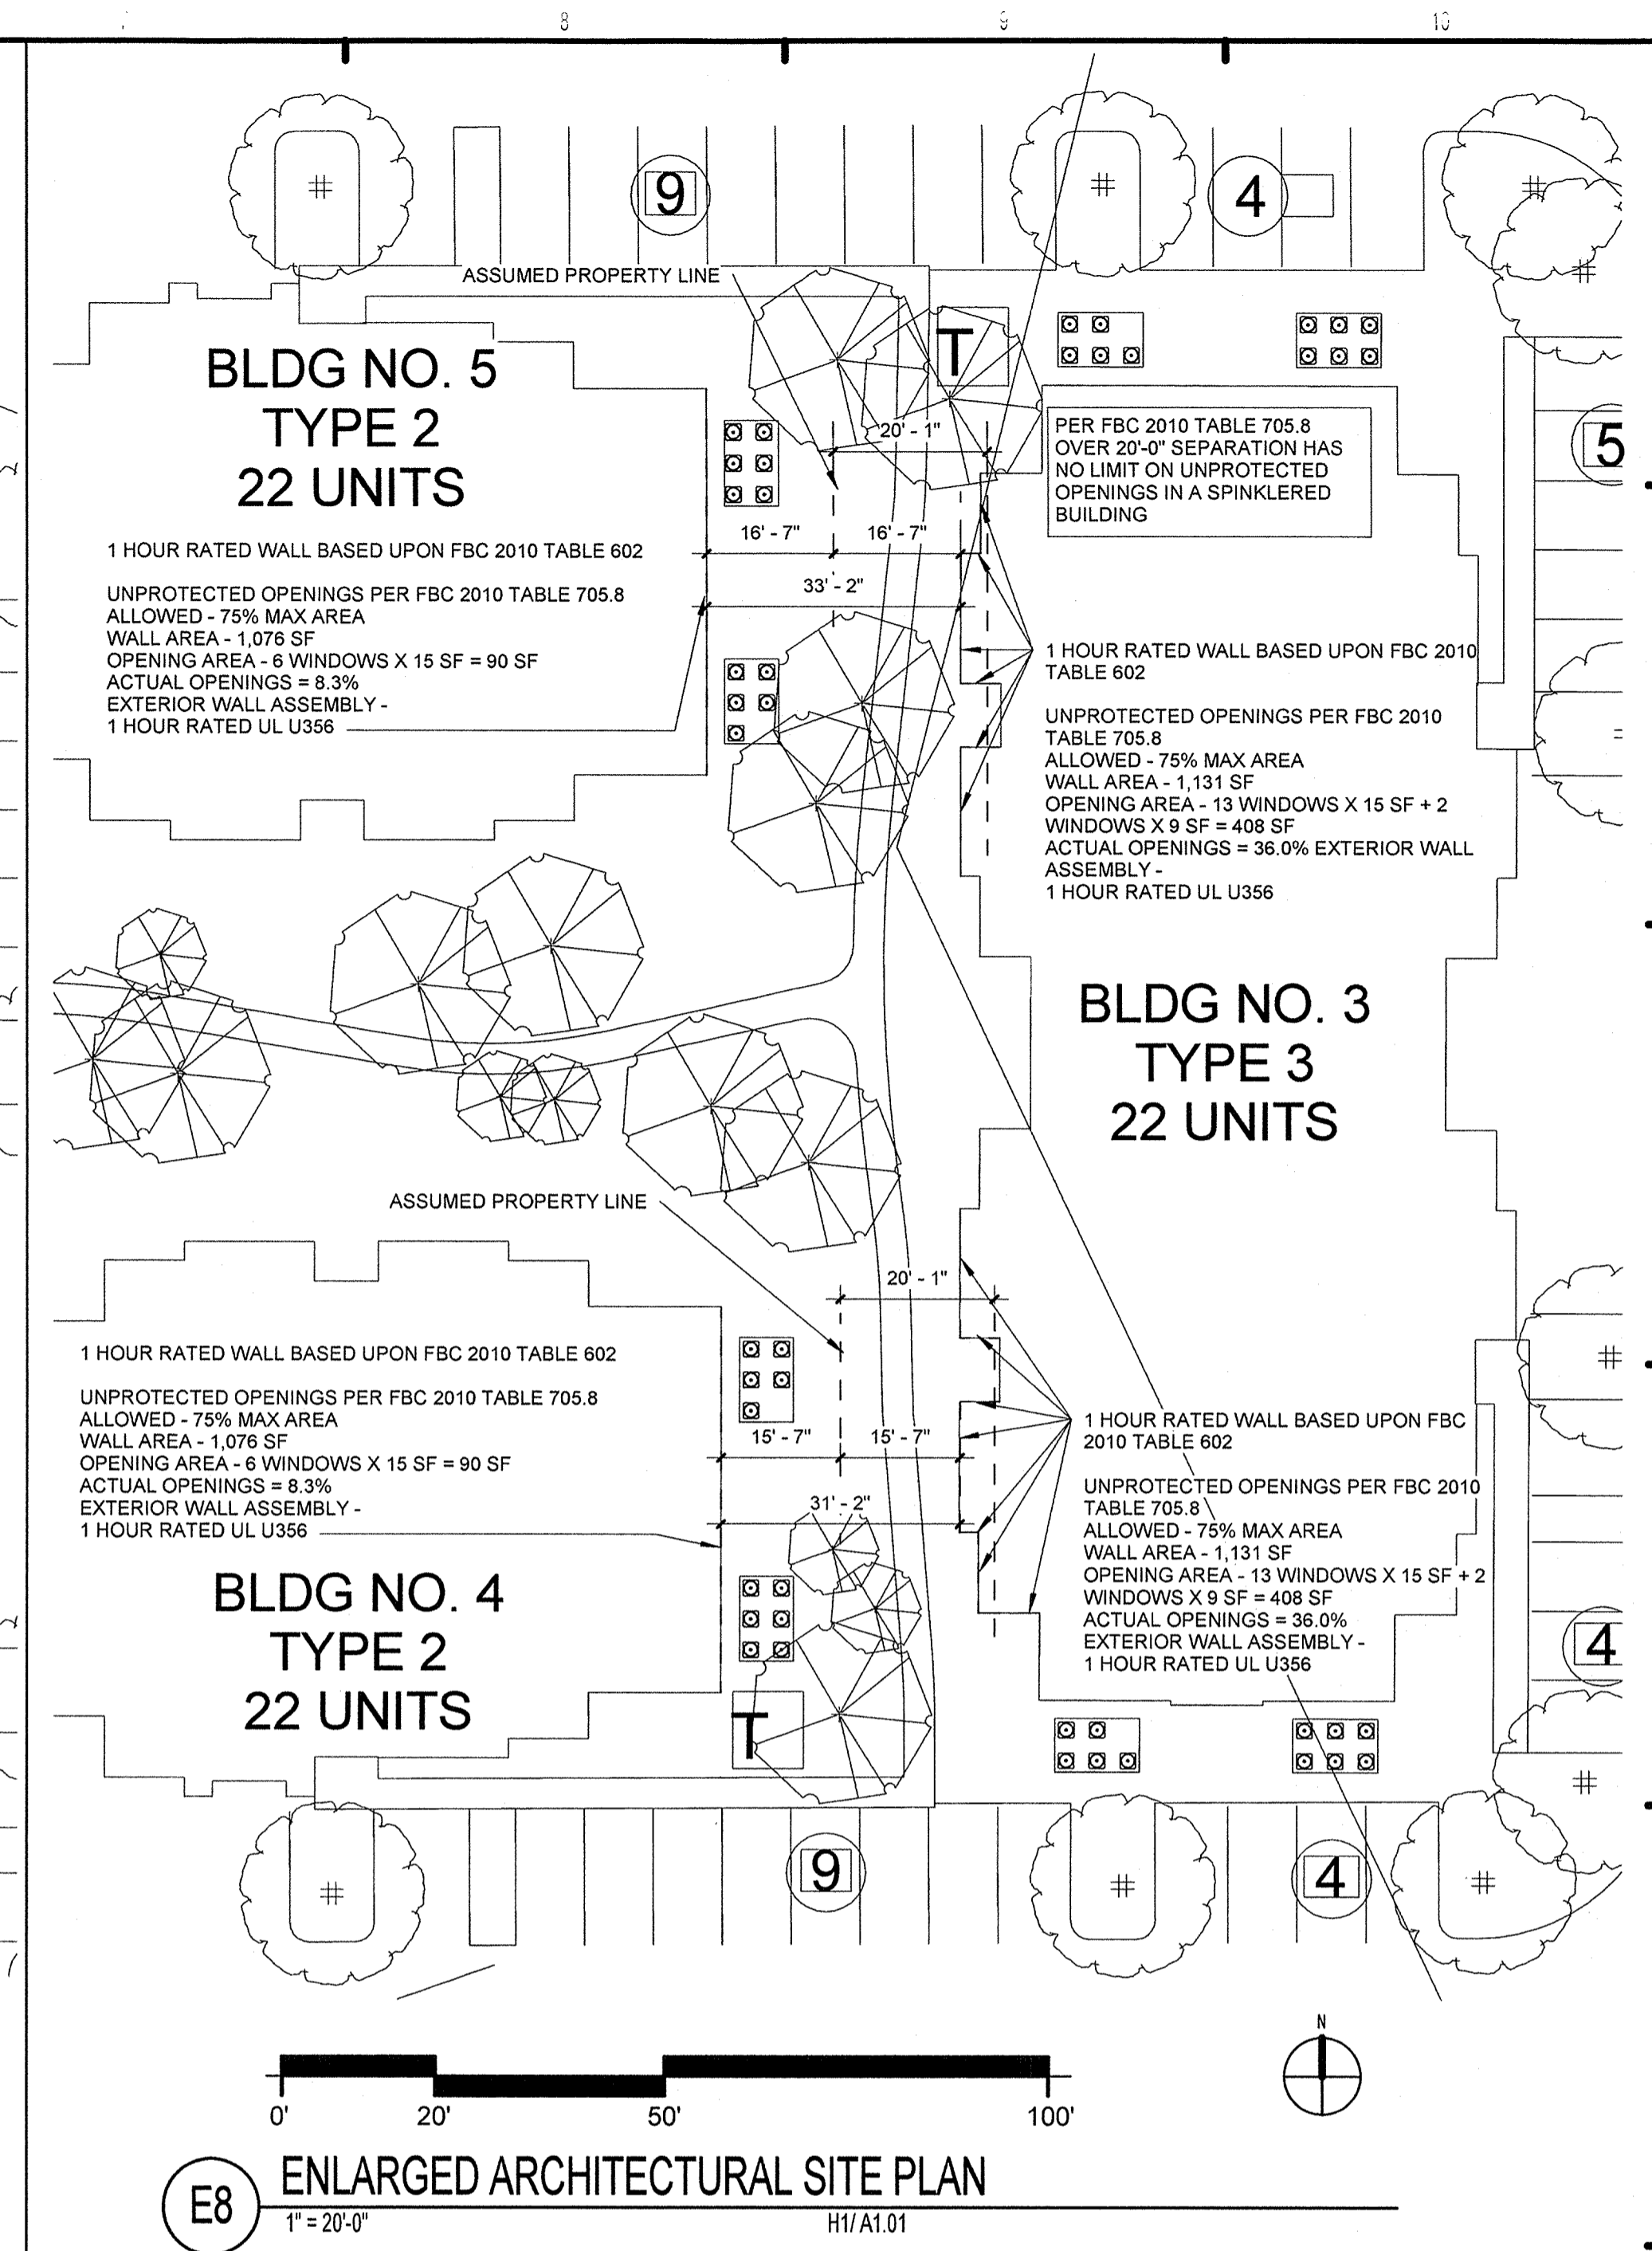 8
9
10
9
4
ASSUMED PROPERTY LINE
T
BLDG NO. 5
TYPE 2
22 UNITS
20' - 1"
PER FBC 2010 TABLE 705.8
OVER 20'-0" SEPARATION HAS
NO LIMIT ON UNPROTECTED
OPENINGS IN A SPINKLERED
BUILDING
5
16' - 7"
16' - 7"
33' - 2"
1 HOUR RATED WALL BASED UPON FBC 2010 TABLE 602
UNPROTECTED OPENINGS PER FBC 2010 TABLE 705.8
ALLOWED - 75% MAX AREA
WALL AREA - 1,076 SF
OPENING AREA - 6 WINDOWS X 15 SF = 90 SF
ACTUAL OPENINGS = 8.3%
EXTERIOR WALL ASSEMBLY -
1 HOUR RATED UL U356
1 HOUR RATED WALL BASED UPON FBC 2010
TABLE 602
UNPROTECTED OPENINGS PER FBC 2010
TABLE 705.8
ALLOWED - 75% MAX AREA
WALL AREA - 1,131 SF
OPENING AREA - 13 WINDOWS X 15 SF + 2
WINDOWS X 9 SF = 408 SF
ACTUAL OPENINGS = 36.0% EXTERIOR WALL
ASSEMBLY -
1 HOUR RATED UL U356
BLDG NO. 3
TYPE 3
22 UNITS
ASSUMED PROPERTY LINE
20' - 1"
1 HOUR RATED WALL BASED UPON FBC 2010 TABLE 602
UNPROTECTED OPENINGS PER FBC 2010 TABLE 705.8
ALLOWED - 75% MAX AREA
WALL AREA - 1,076 SF
OPENING AREA - 6 WINDOWS X 15 SF = 90 SF
ACTUAL OPENINGS = 8.3%
EXTERIOR WALL ASSEMBLY -
1 HOUR RATED UL U356
15' - 7"
15' - 7"
31' - 2"
1 HOUR RATED WALL BASED UPON FBC
2010 TABLE 602
UNPROTECTED OPENINGS PER FBC 2010
TABLE 705.8
ALLOWED - 75% MAX AREA
WALL AREA - 1,131 SF
OPENING AREA - 13 WINDOWS X 15 SF + 2
WINDOWS X 9 SF = 408 SF
ACTUAL OPENINGS = 36.0%
EXTERIOR WALL ASSEMBLY -
1 HOUR RATED UL U356
BLDG NO. 4
TYPE 2
22 UNITS
T
4
9
4
N
0' 20' 50' 100'
E8
ENLARGED ARCHITECTURAL SITE PLAN
1" = 20'-0" H1/ A1.01